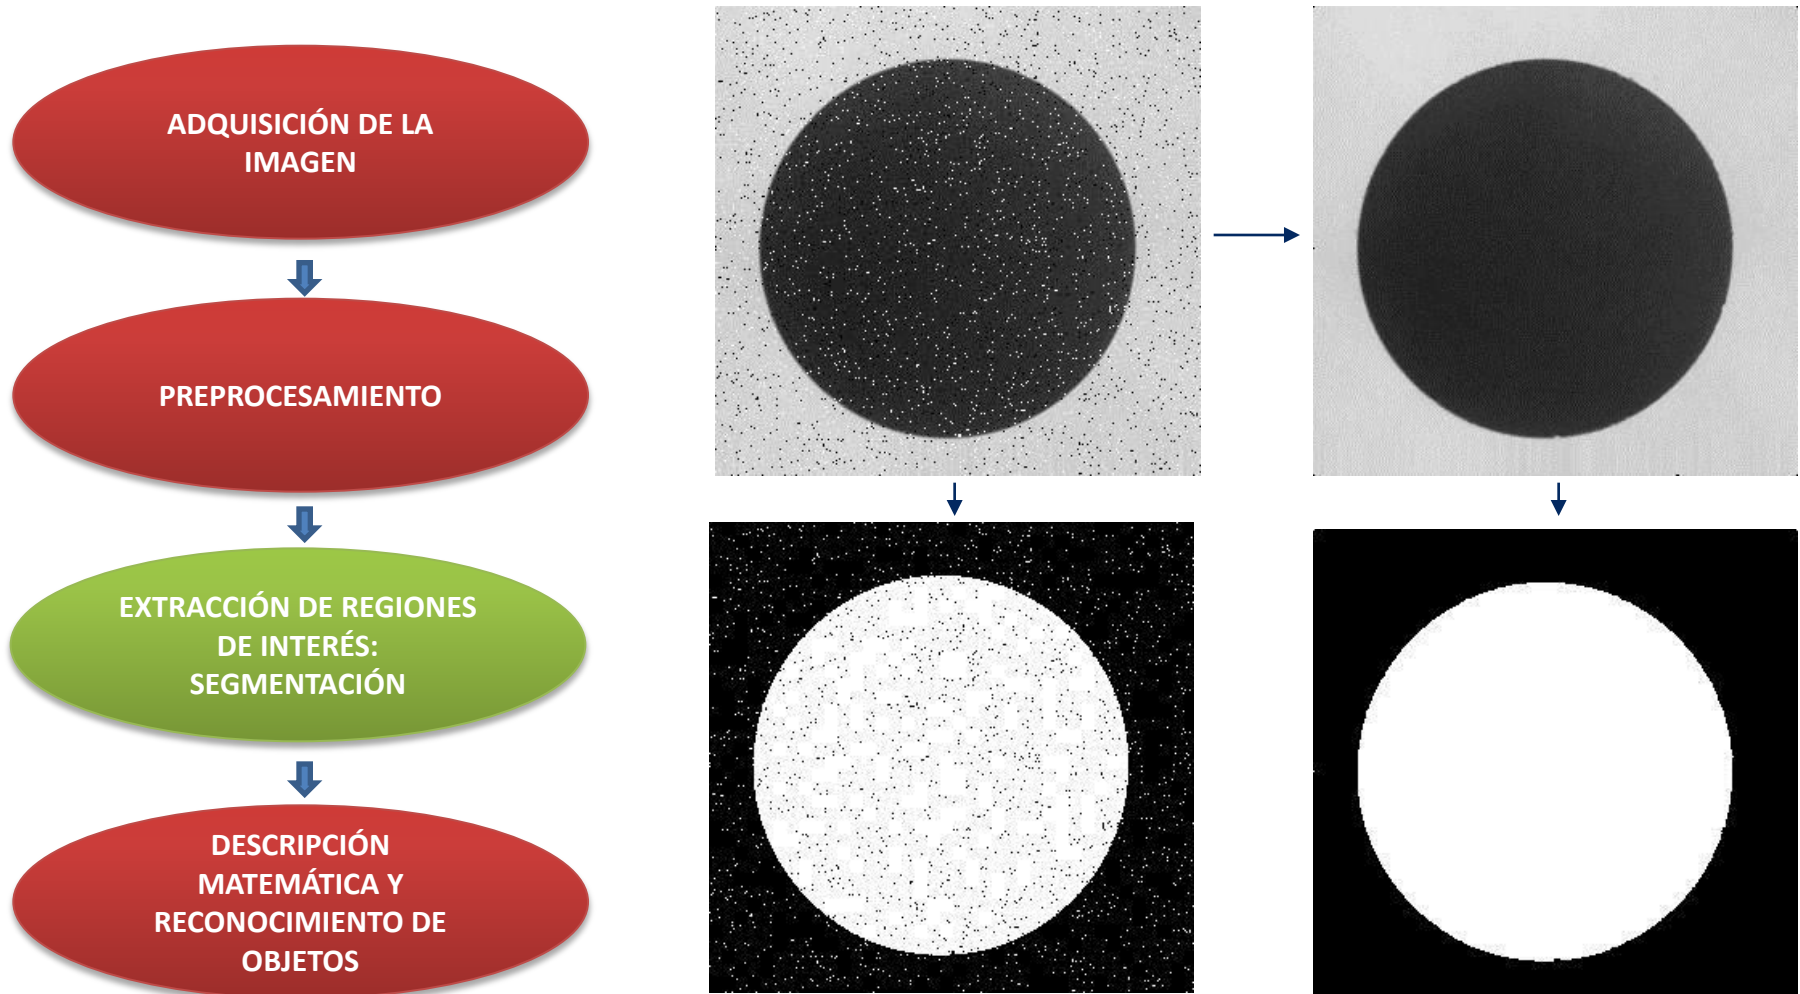 ADQUISICIÓN DE LA
IMAGEN
PREPROCESAMIENTO
EXTRACCIÓN DE REGIONES
DE INTERÉS:
SEGMENTACIÓN
DESCRIPCIÓN
MATEMÁTICA Y
RECONOCIMIENTO DE
OBJETOS